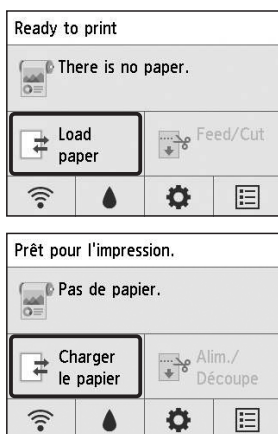 Ready to print
There is no paper.
Load
paper
Feed/Cut
Prêt pour l'impression.
Pas de papier.
Charger
le papier
Alim./
Découpe